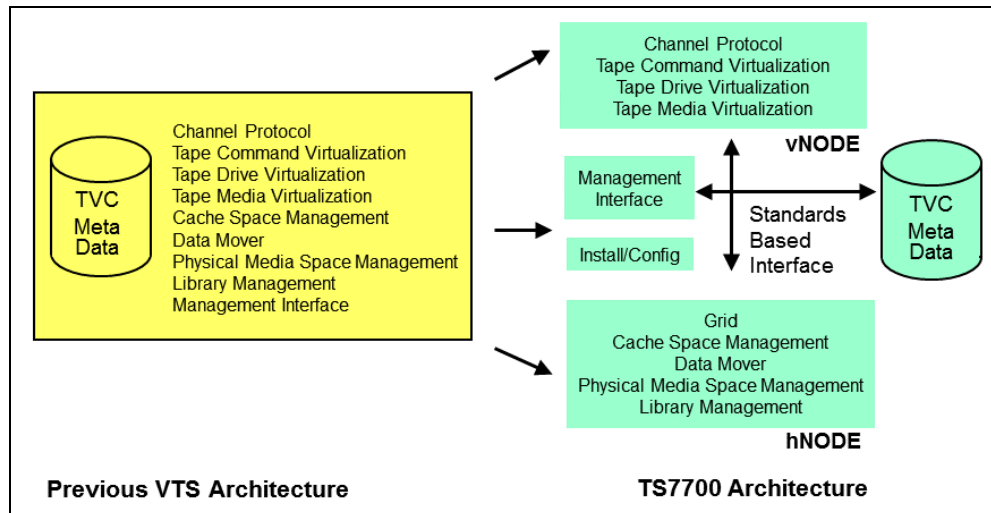 TVC
Meta
Data
Channel Protocol
Tape Command Virtualization
Tape Drive Virtualization
Tape Media Virtualization
Cache Space Management
Data Mover
Physical Media Space Management
Library Management
Management Interface
Previous VTS Architecture
Channel Protocol
Tape Command Virtualization
Tape Drive Virtualization
Tape Media Virtualization
vNODE
Management
Interface
Install/Config
Standards
Based
Interface
TVC
Meta
Data
Grid
Cache Space Management
Data Mover
Physical Media Space Management
Library Management
hNODE
TS7700 Architecture